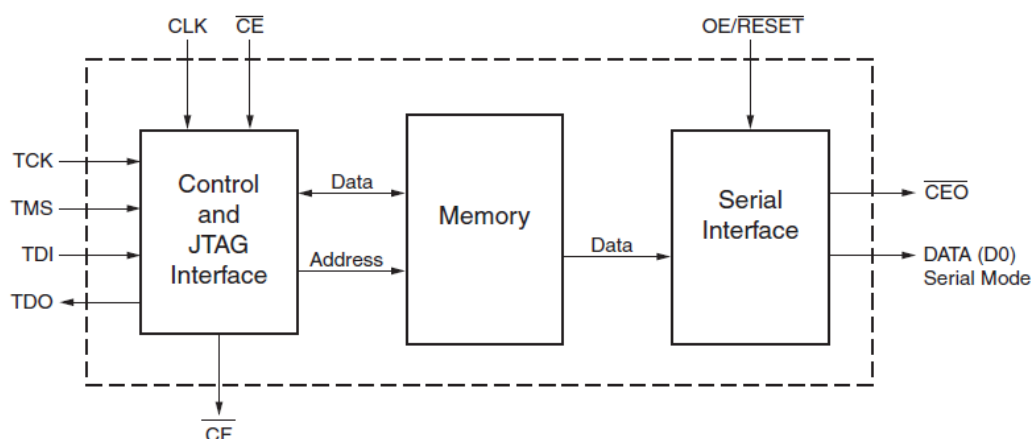 CLK CE OE/RESET
TCK
TMS
TDI
TDO
Control
and
JTAG
Interface
Data
Address
Memory
Data
Serial
Interface
CEO
DATA (D0)
Serial Mode
CF